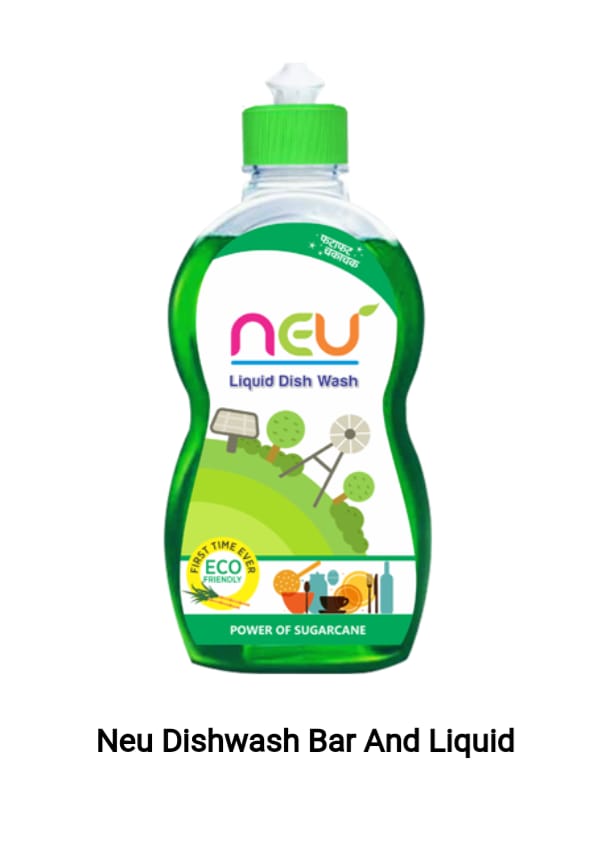 फटाफट
चकाचक
neu
Liquid Dish Wash
FIRST TIME EVER
ECO
FRIENDLY
POWER OF SUGARCANE
Neu Dishwash Bar And Liquid